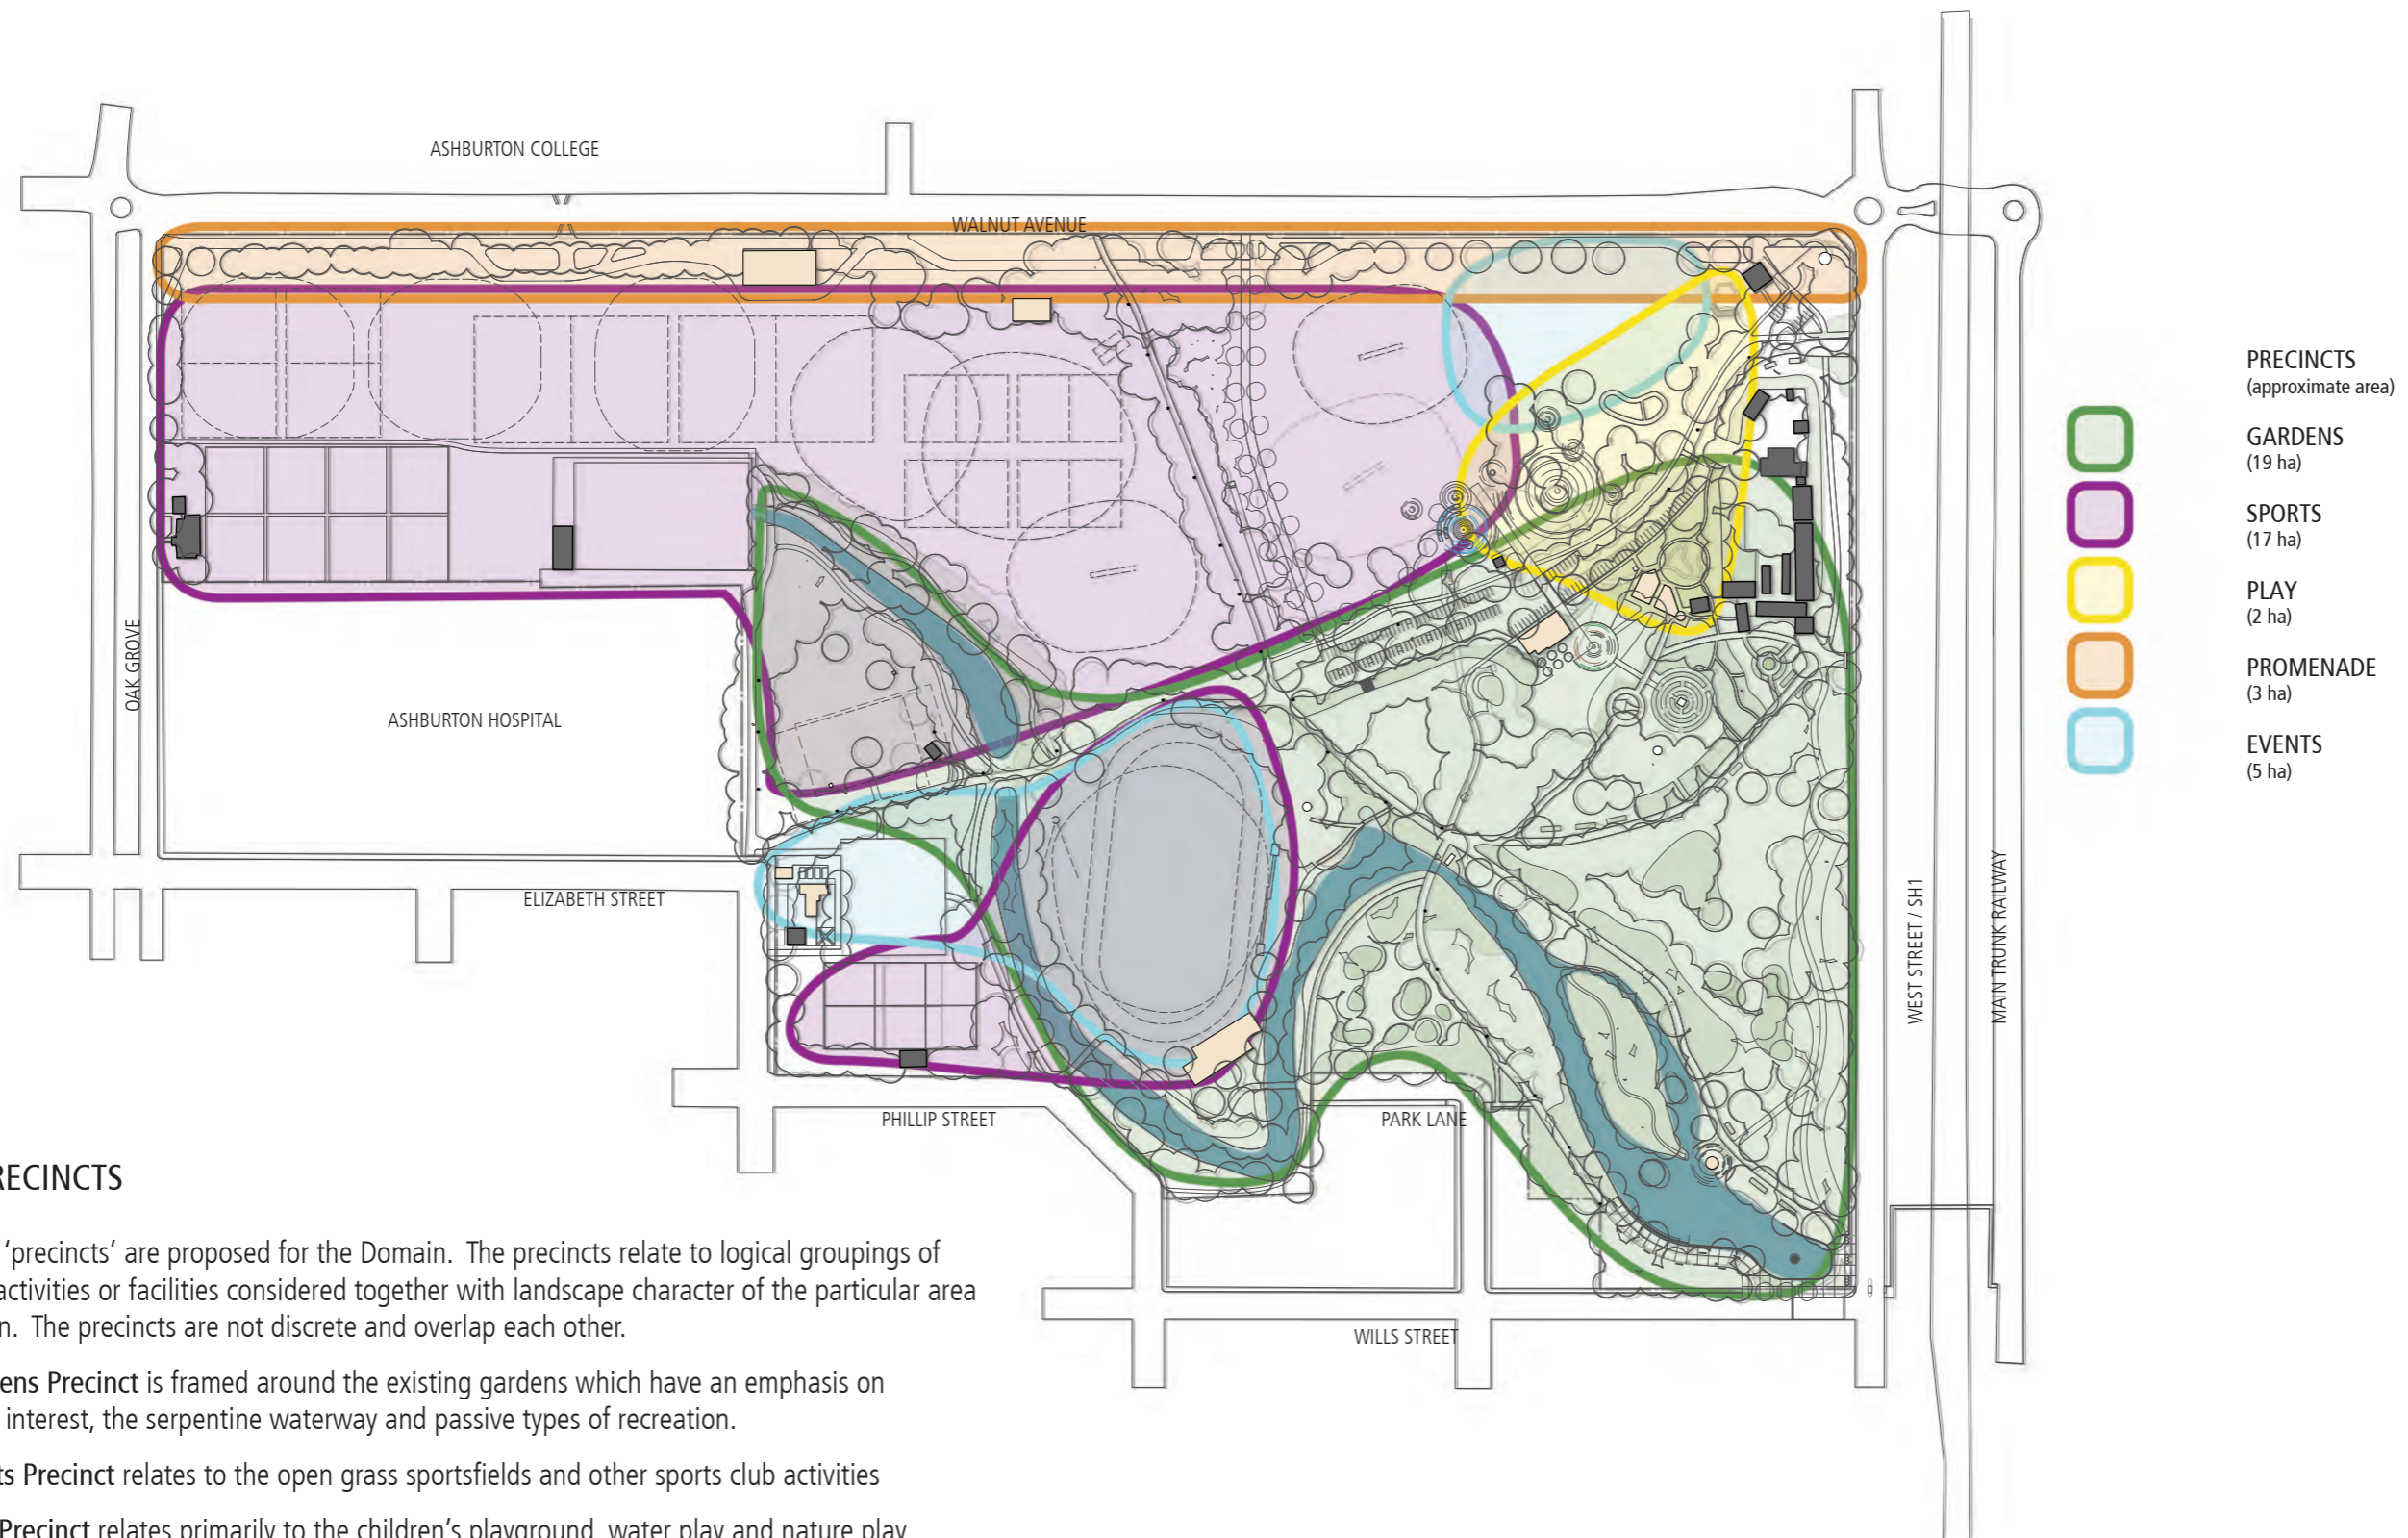 ASHBURTON COLLEGE
WALNUT AVENUE
OAK GROVE
ASHBURTON HOSPITAL
ELIZABETH STREET
PHILLIP STREET
PARK LANE
WILLS STREET
WEST STREET / SH1
MAIN TRUNK RAILWAY
PRECINCTS
(approximate area)
GARDENS
(19 ha)
SPORTS
(17 ha)
PLAY
(2 ha)
PROMENADE
(3 ha)
EVENTS
(5 ha)
RECINCTS
'precincts' are proposed for the Domain. The precincts relate to logical groupings of
activities or facilities considered together with landscape character of the particular area
n. The precincts are not discrete and overlap each other.
ens Precinct is framed around the existing gardens which have an emphasis on
interest, the serpentine waterway and passive types of recreation.
ts Precinct relates to the open grass sportsfields and other sports club activities
Precinct relates primarily to the children's playground, water play and nature play